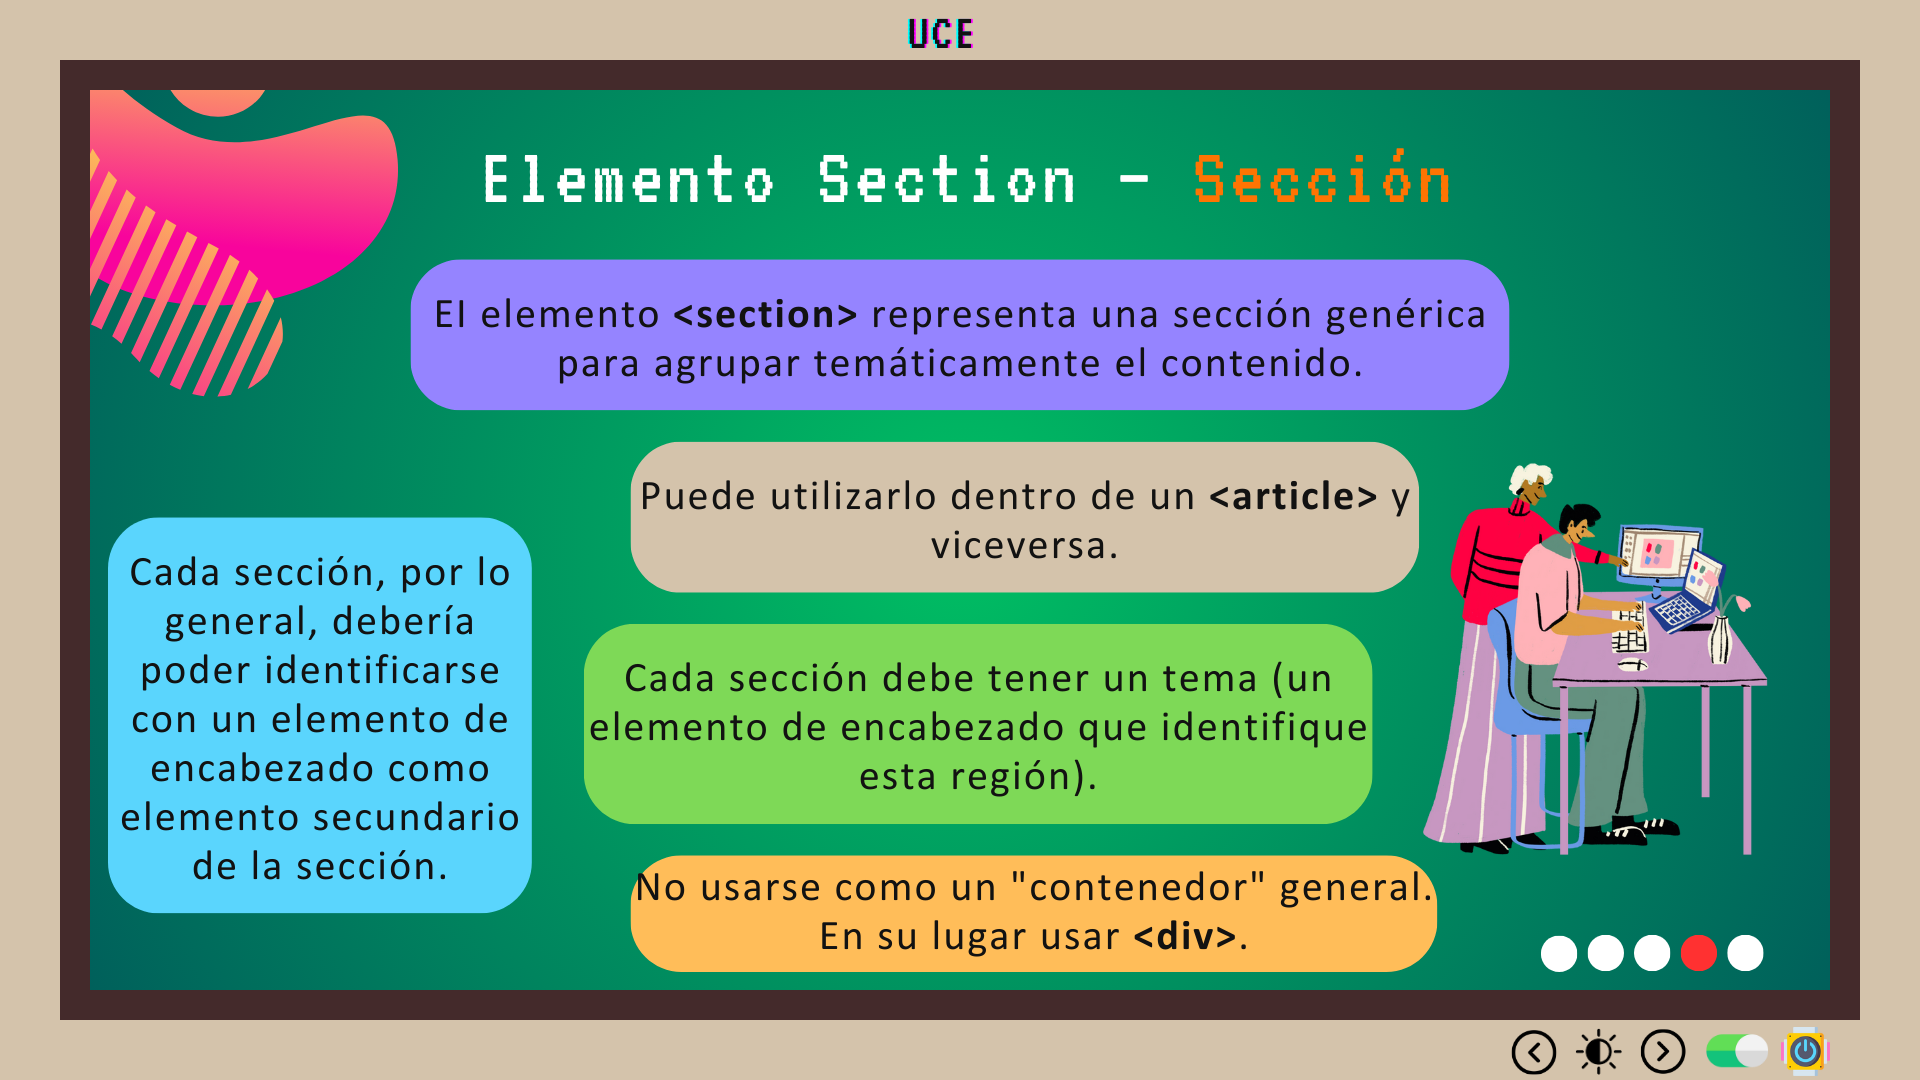 UCE
Elemento Section - Sección
El elemento <section> representa una sección genérica
para agrupar temáticamente el contenido.
Puede utilizarlo dentro de un <article> y
viceversa.
Cada sección, por lo
general, debería
poder identificarse
con un elemento de
encabezado como
elemento secundario
de la sección.
Cada sección debe tener un tema (un
elemento de encabezado que identifique
esta región).
No usarse como un "contenedor" general.
En su lugar usar <div>.